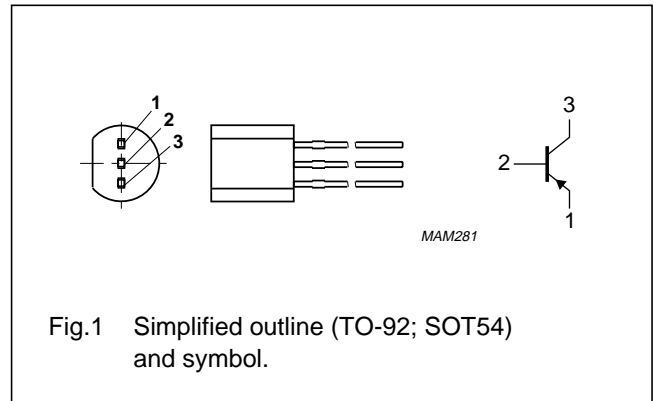 1
2
3
3
2
1
MAM281
Fig.1 Simplified outline (TO-92; SOT54)
and symbol.